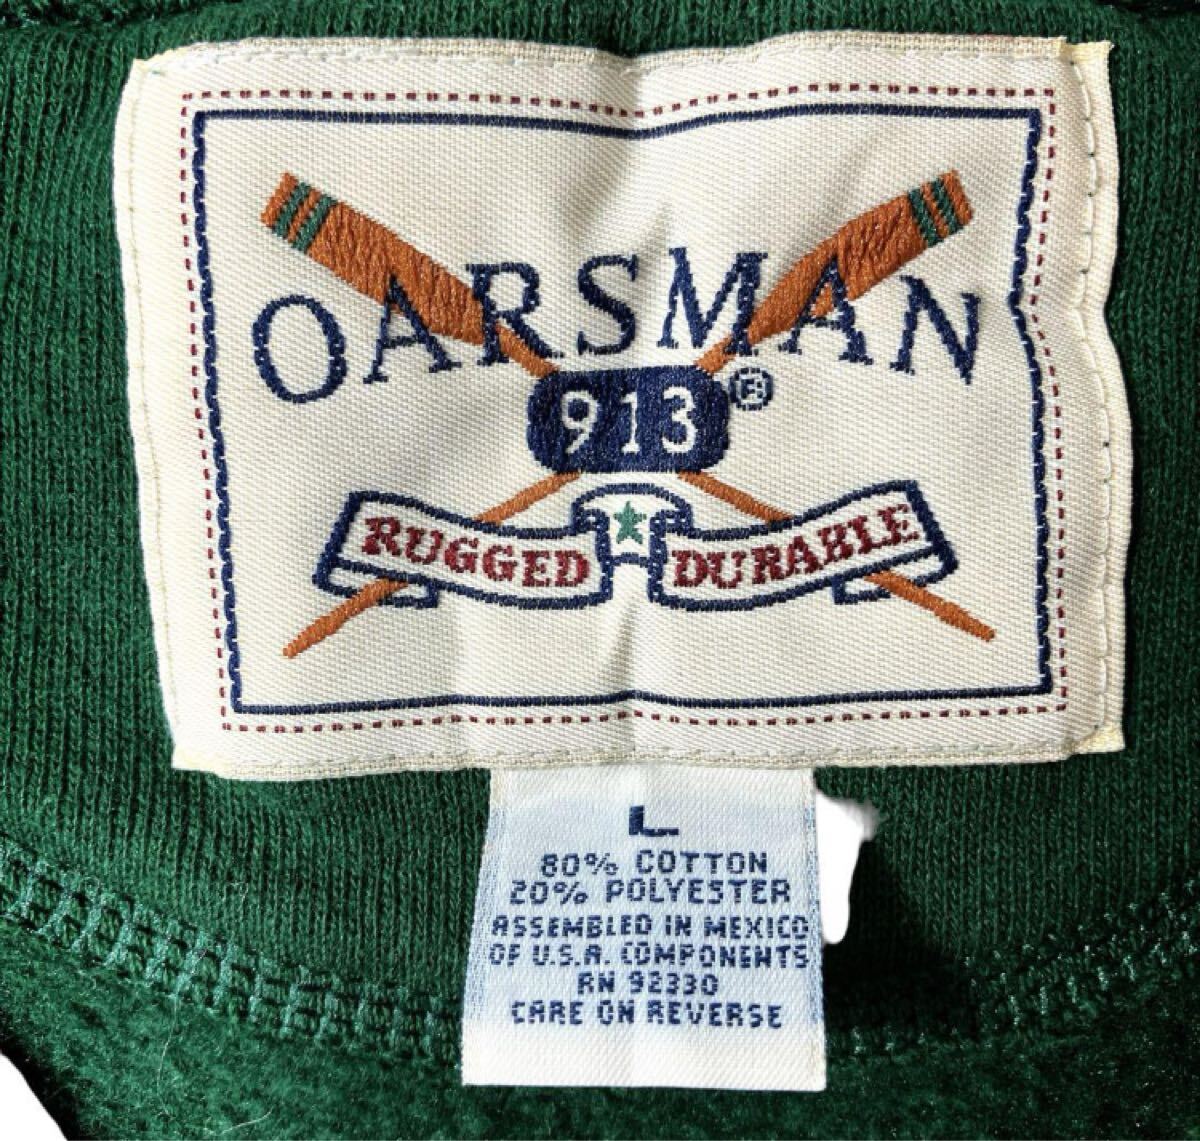 OARSMAN
913®
RUGGED DURABLE
L
80% COTTON
20% POLYESTER
ASSEMBLED IN MEXICO
OF U.S.A. COMPONENTS
RN 92330
CARE ON REVERSE